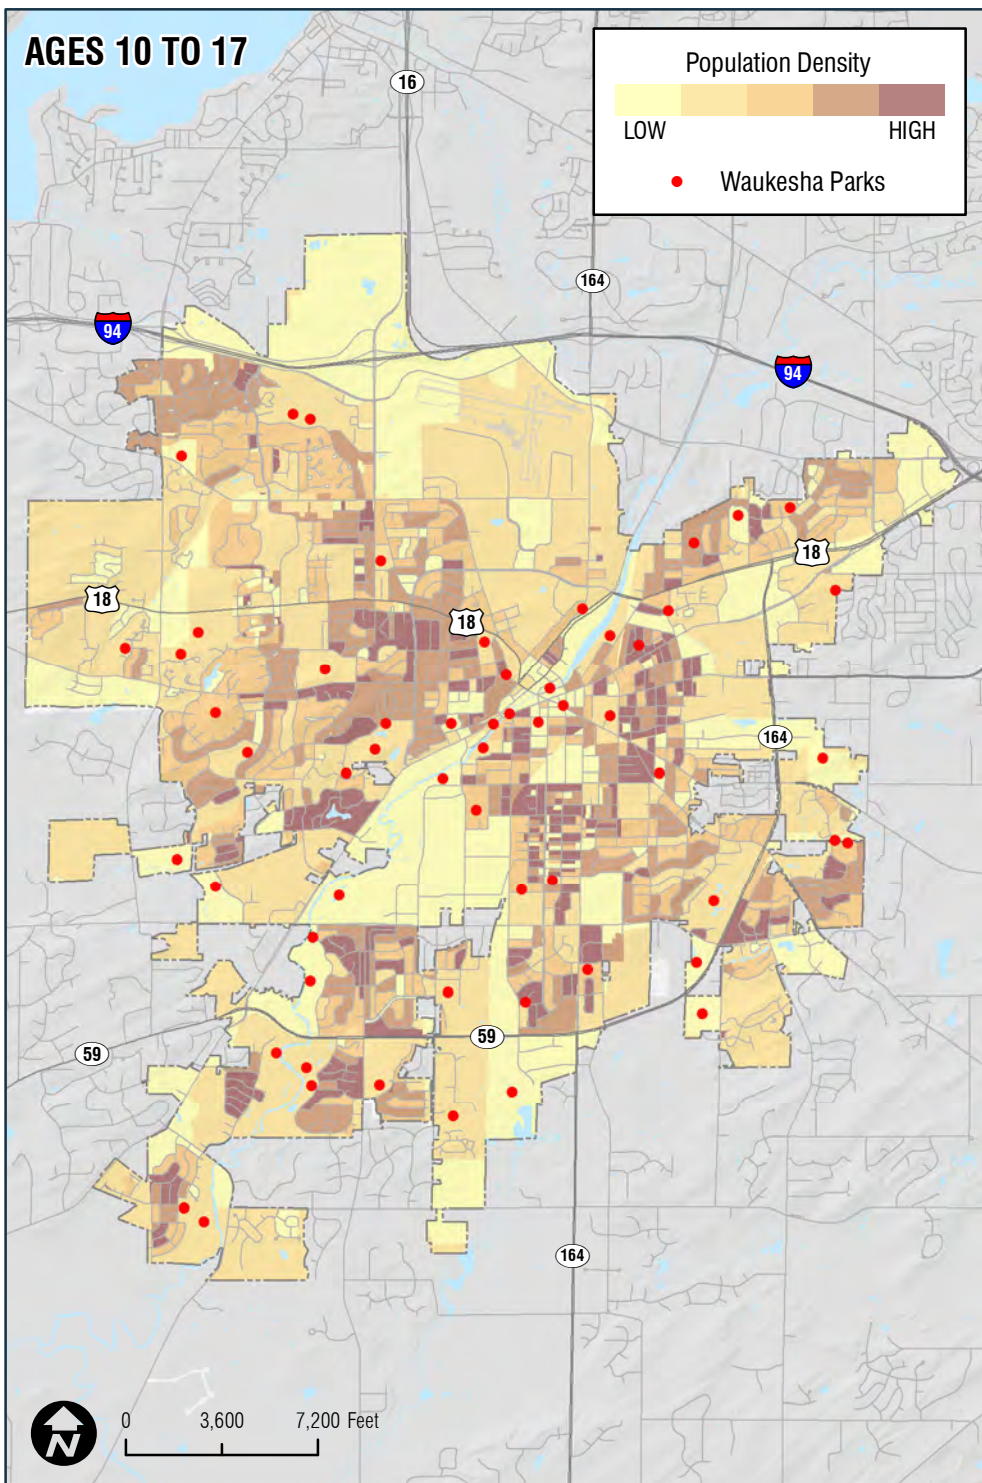 AGES 10 TO 17
Population Density
LOW HIGH
Waukesha Parks
16
164
94
94
18
18
18
164
59
59
164
N
0 3,600 7,200 Feet